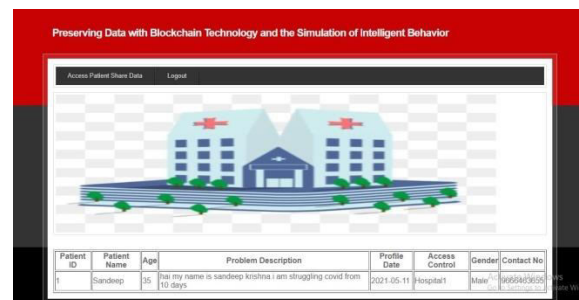 Preserving Data with Blockchain Technology and the Simulation of Intelligent Behavior
Access Patient Share Data Logout
Patient ID Patient Name Age Problem Description Profile Date Access Control Gender Contact No
1 Sandeep 35 hai my name is sandeep krishna i am struggling covid from 10 days 2021-05-11 Hospital1 Male